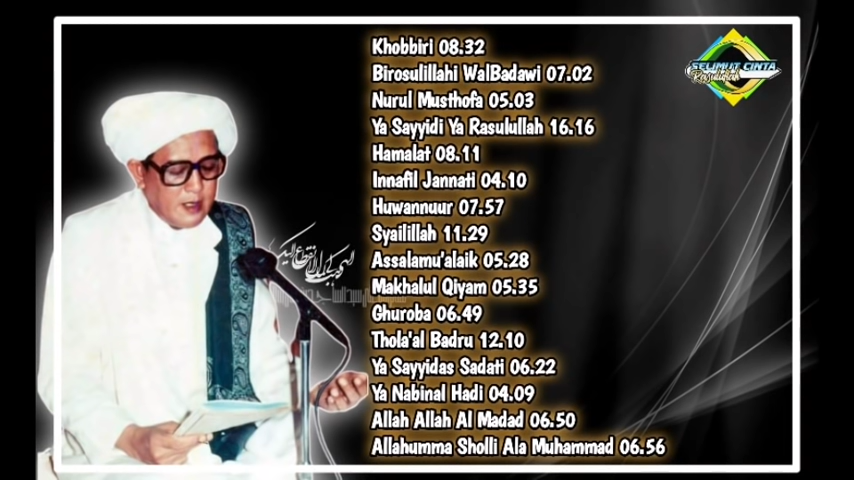 Khobbiri 08.32
Birosulillahi WalBadawi 07.02
Nurul Musthofa 05.03
Ya Sayyidi Ya Rasulullah 16.16
Hamalat 08.11
Innafil Jannati 04.10
Huwannuur 07.57
Syailillah 11.29
Assalamu'alaik 05.28
Makhalul Qiyam 05.35
Ghuroba 06.49
Thola'al Badru 12.10
Ya Sayyidas Sadati 06.22
Ya Nabinal Hadi 04.09
Allah Allah Al Madad 06.50
Allahumma Sholli Ala Muhammad 06.56
SELIMUT CINTA
Rasulullah